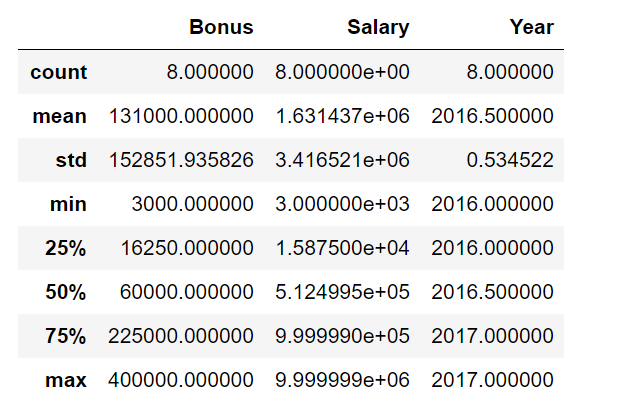 Bonus Salary Year
count 8.000000 8.000000e+00 8.000000
mean 131000.000000 1.631437e+06 2016.500000
std 152851.935826 3.416521e+06 0.534522
min 3000.000000 3.000000e+03 2016.000000
25% 16250.000000 1.587500e+04 2016.000000
50% 60000.000000 5.124995e+05 2016.500000
75% 225000.000000 9.999990e+05 2017.000000
max 400000.000000 9.999999e+06 2017.000000